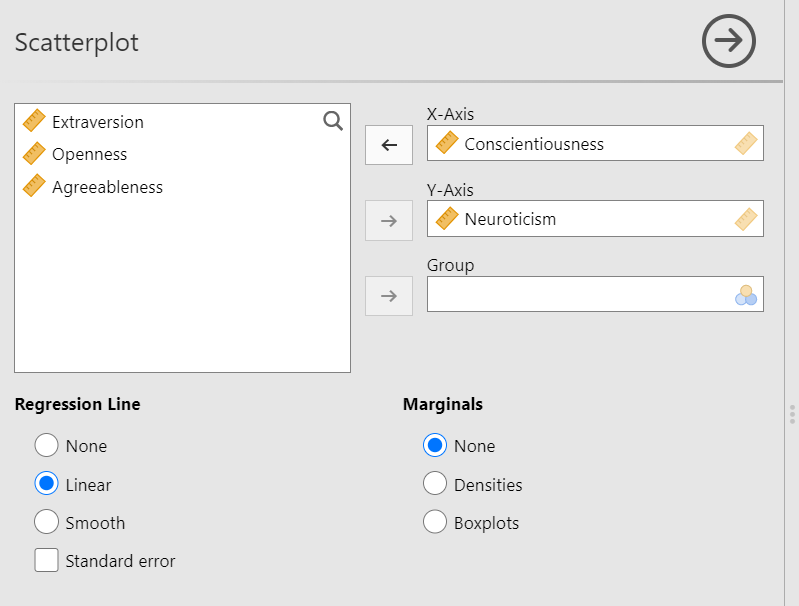 Scatterplot
Extraversion
Openness
Agreeableness
X-Axis
Conscientiousness
Y-Axis
Neuroticism
Group
Regression Line
None
Linear
Smooth
Standard error
Marginals
None
Densities
Boxplots